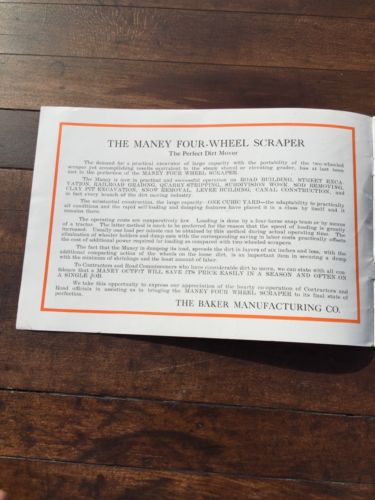 THE MANEY FOUR-WHEEL SCRAPER
The Perfect Dirt Mover
The demand for a practical excavator of large capacity with the portability of the two-wheeled
scraper yet accomplishing results equivalent to the steam shovel or elevating grader, has at last been
met in the perfection of the MANEY FOUR WHEEL SCRAPER.
The Maney is now in practical and successful operation on ROAD BUILDING, STREET EXCA-
VATION, RAILROAD GRADING, QUARRY STRIPPING, SUBDIVISION WORK, SOD REMOVING,
CLAY PIT EXCAVATION, SNOW REMOVAL, LEVEE BUILDING, CANAL CONSTRUCTION, and
in fact every branch of the dirt moving industry.
The substantial construction, the large capacity—ONE CUBIC YARD—the adaptability to practically
all conditions and the rapid self loading and dumping features have placed it in a class by itself and it
remains there.
The operating costs are comparatively low. Loading is done by a four horse snap team or by means
of a tractor. The latter method is much to be preferred for the reason that the speed of loading is greatly
increased. Usually one load per minute can be obtained by this method during actual operating time. The
elimination of wheeler holders and dump men with the corresponding saving in labor costs practically offsets
the cost of additional power required for loading as compared with two-wheeled scrapers.
The fact that the Maney in dumping its load, spreads the dirt in layers of six inches and less, with the
additional compacting action of the wheels on the loose dirt, is an important item in securing a dump
with the minimum of shrinkage and the least amount of labor.
To Contractors and Road Commissioners who have considerable dirt to move, we can state with all con-
fidence that a MANEY OUTFIT WILL SAVE ITS PRICE EASILY IN A SEASON AND OFTEN ON
A SINGLE JOB.
We take this opportunity to express our appreciation of the hearty co-operation of Contractors and
Road officials in assisting us in bringing the MANEY FOUR WHEEL SCRAPER to its final state of
perfection.
THE BAKER MANUFACTURING CO.